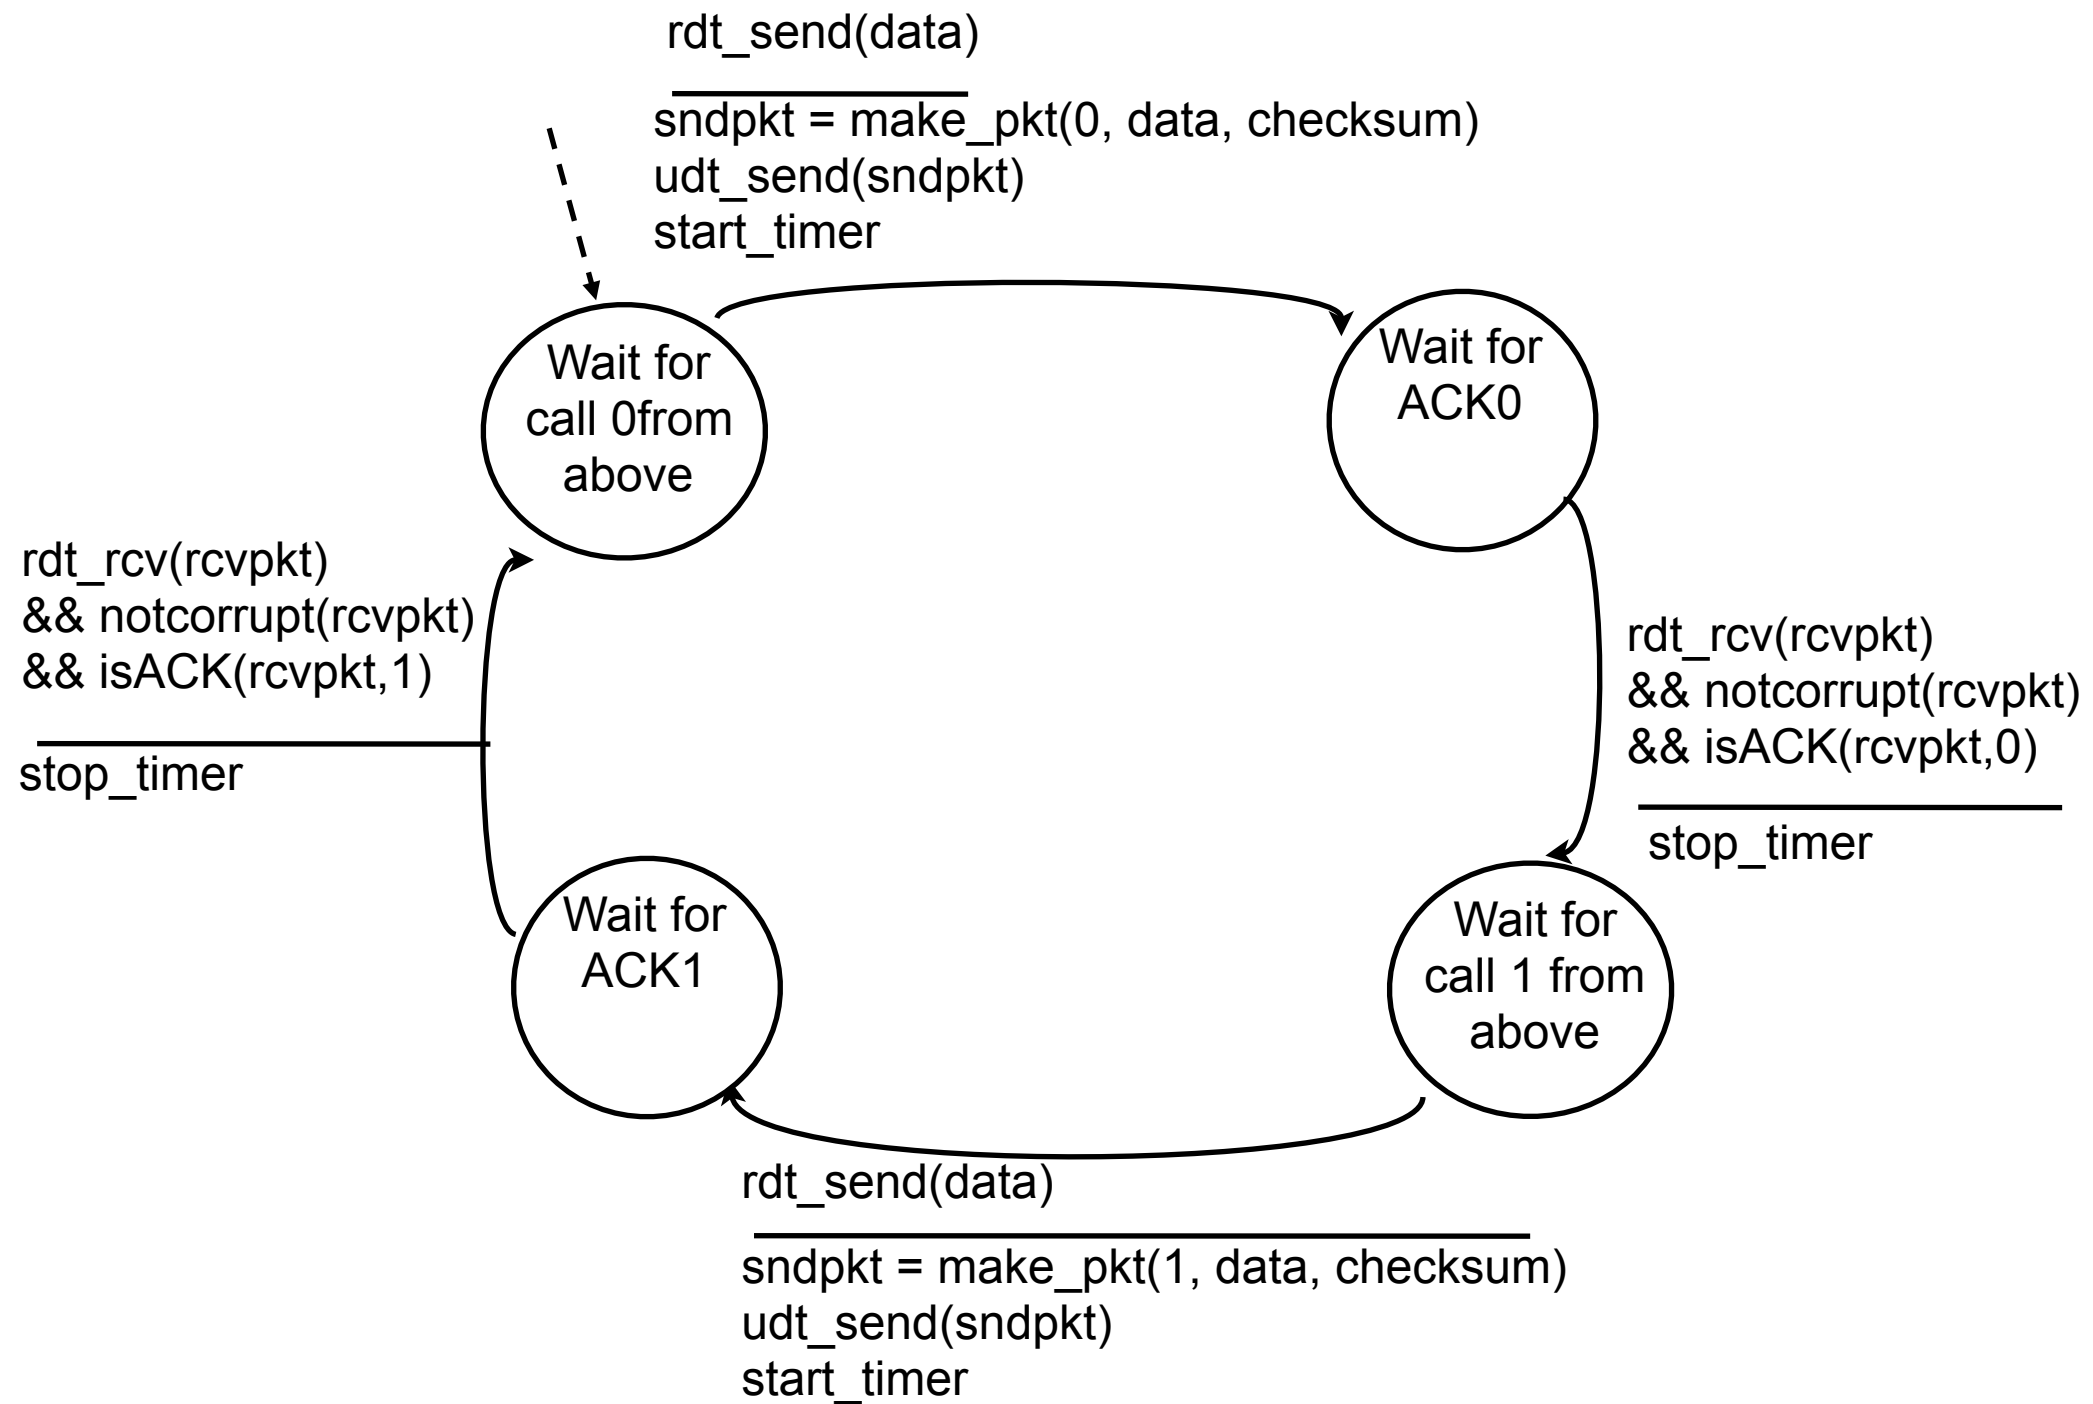 rdt_send(data)
sndpkt = make_pkt(0, data, checksum)
udt_send(sndpkt)
start_timer
Wait for
call 0from
above
Wait for
ACK0
rdt_rcv(rcvpkt)
&& notcorrupt(rcvpkt)
&& isACK(rcvpkt,1)
stop_timer
rdt_rcv(rcvpkt)
&& notcorrupt(rcvpkt)
&& isACK(rcvpkt,0)
stop_timer
Wait for
ACK1
Wait for
call 1 from
above
rdt_send(data)
sndpkt = make_pkt(1, data, checksum)
udt_send(sndpkt)
start_timer